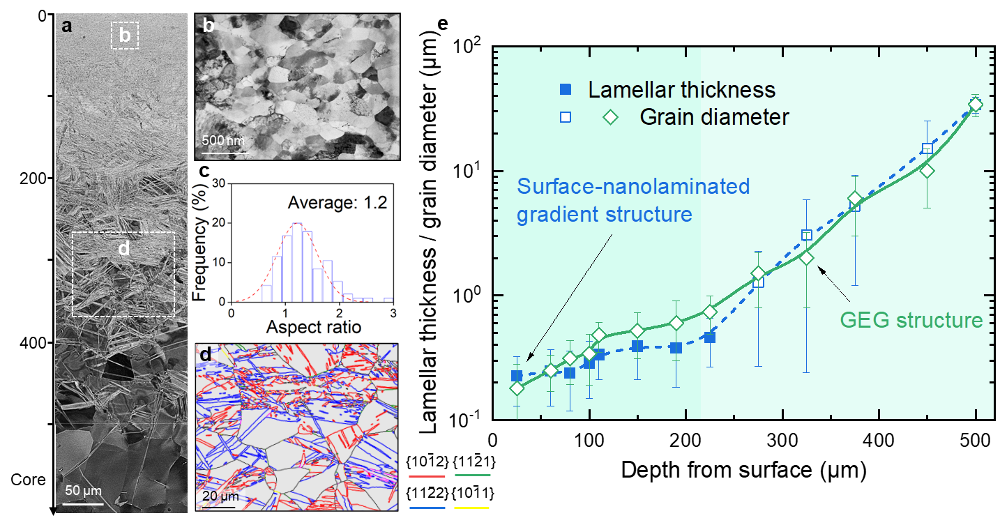 0
200
400
Core
a
b
d
50 µm
b
500 nm
c
30
20
10
0
Frequency (%)
Average: 1.2
0
1
2
3
Aspect ratio
d
20 µm
{101̄2}
{112̄1}
{112̄2}
{101̄1}
e
Lamellar thickness / grain diameter (µm)
10²
10¹
10⁰
10⁻¹
Lamellar thickness
Grain diameter
Surface-nanolaminated
gradient structure
GEG structure
0
100
200
300
400
500
Depth from surface (µm)